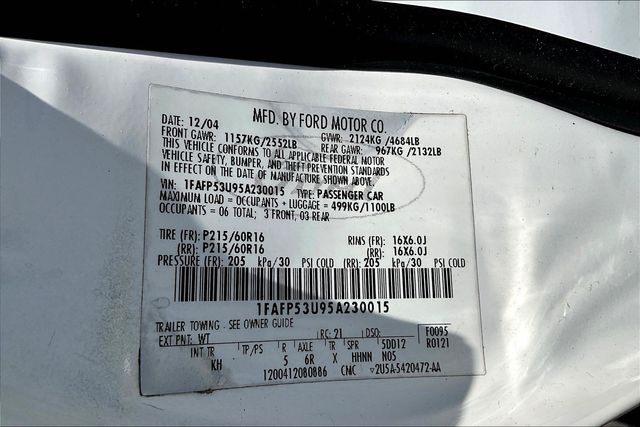 MFD. BY FORD MOTOR CO.
DATE: 12/04 GVWR: 2124KG /4684LB
FRONT GAWR: 1157KG/2552LB REAR GAWR: 967KG/2132LB
THIS VEHICLE CONFORMS TO ALL APPLICABLE FEDERAL MOTOR
VEHICLE SAFETY, BUMPER, AND THEFT PREVENTION STANDARDS
IN EFFECT ON THE DATE OF MANUFACTURE SHOWN ABOVE.
VIN: 1FAFP53U95A230015 TYPE: PASSENGER CAR
MAXIMUM LOAD = OCCUPANTS + LUGGAGE = 499KG/1100LB
OCCUPANTS = 06 TOTAL; 3 FRONT, 03 REAR
TIRE (FR): P215/60R16 RIMS (FR): 16X6.0J
(RR): P215/60R16 (RR): 16X6.0J
PRESSURE (FR): 205 kPa/30 PSI COLD (RR): 205 kPa/30 PSI COLD
1FAFP53U95A230015
TRAILER TOWING - SEE OWNER GUIDE
EXT PNT: WT RC: 21 DSO: F0095
INT TR TP/PS R AXLE TR SPR 5DD12 R0121
KH 5 6R X HHNN N05
1200412080886 CNC ▽2U5A-5420472-AA